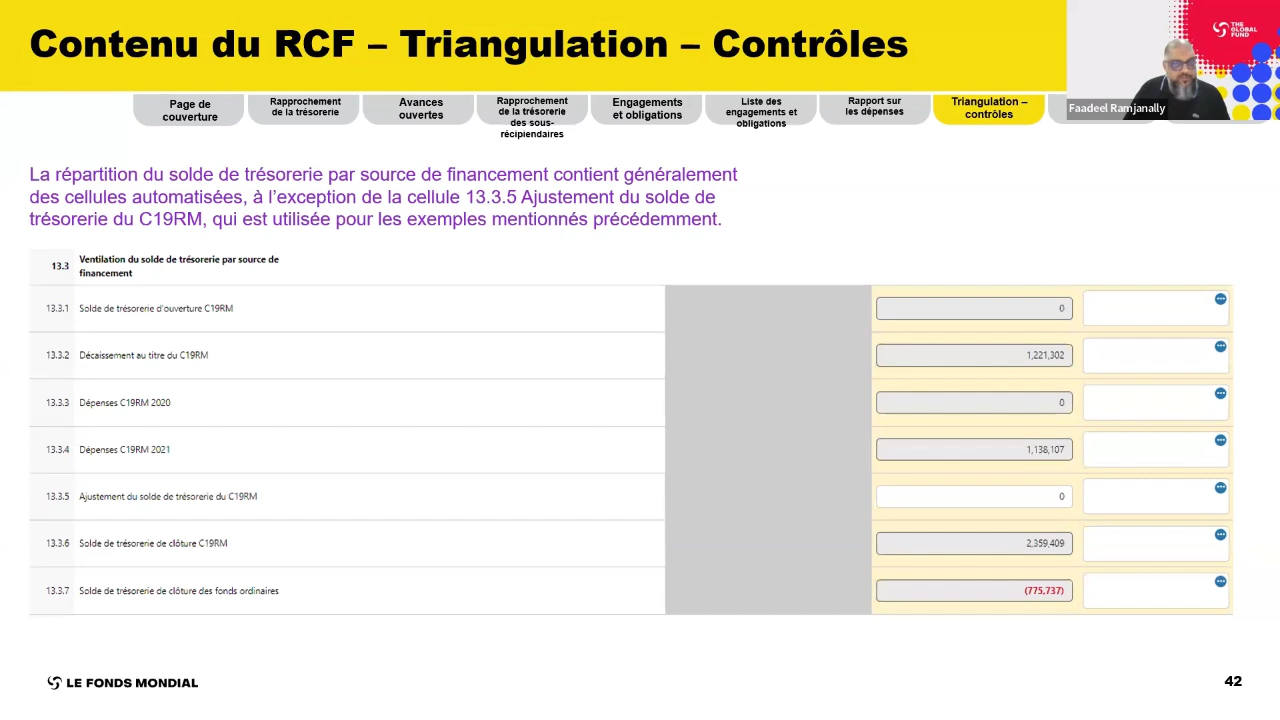 Contenu du RCF – Triangulation – Contrôles
THE
GLOBAL
FUND
Faadeel Ramjanally
Page de
couverture
Rapprochement
de la trésorerie
Avances
ouvertes
Rapprochement
de la trésorerie
des sous-
récipiendaires
Engagements
et obligations
Liste des
engagements et
obligations
Rapport sur
les dépenses
Triangulation –
contrôles
La répartition du solde de trésorerie par source de financement contient généralement
des cellules automatisées, à l’exception de la cellule 13.3.5 Ajustement du solde de
trésorerie du C19RM, qui est utilisée pour les exemples mentionnés précédemment.
13.3 Ventilation du solde de trésorerie par source de
financement
13.3.1 Solde de trésorerie d'ouverture C19RM 0
13.3.2 Décaissement au titre du C19RM 1,221,302
13.3.3 Dépenses C19RM 2020 0
13.3.4 Dépenses C19RM 2021 1,138,107
13.3.5 Ajustement du solde de trésorerie du C19RM 0
13.3.6 Solde de trésorerie de clôture C19RM 2,359,409
13.3.7 Solde de trésorerie de clôture des fonds ordinaires (775,737)
LE FONDS MONDIAL
42